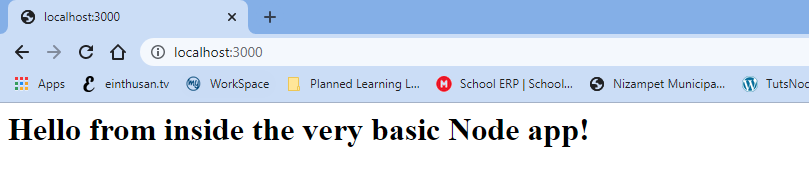 localhost:3000
localhost:3000
Apps einthusan.tv WorkSpace Planned Learning L... School ERP | School... Nizampet Municipa... TutsNoo
Hello from inside the very basic Node app!